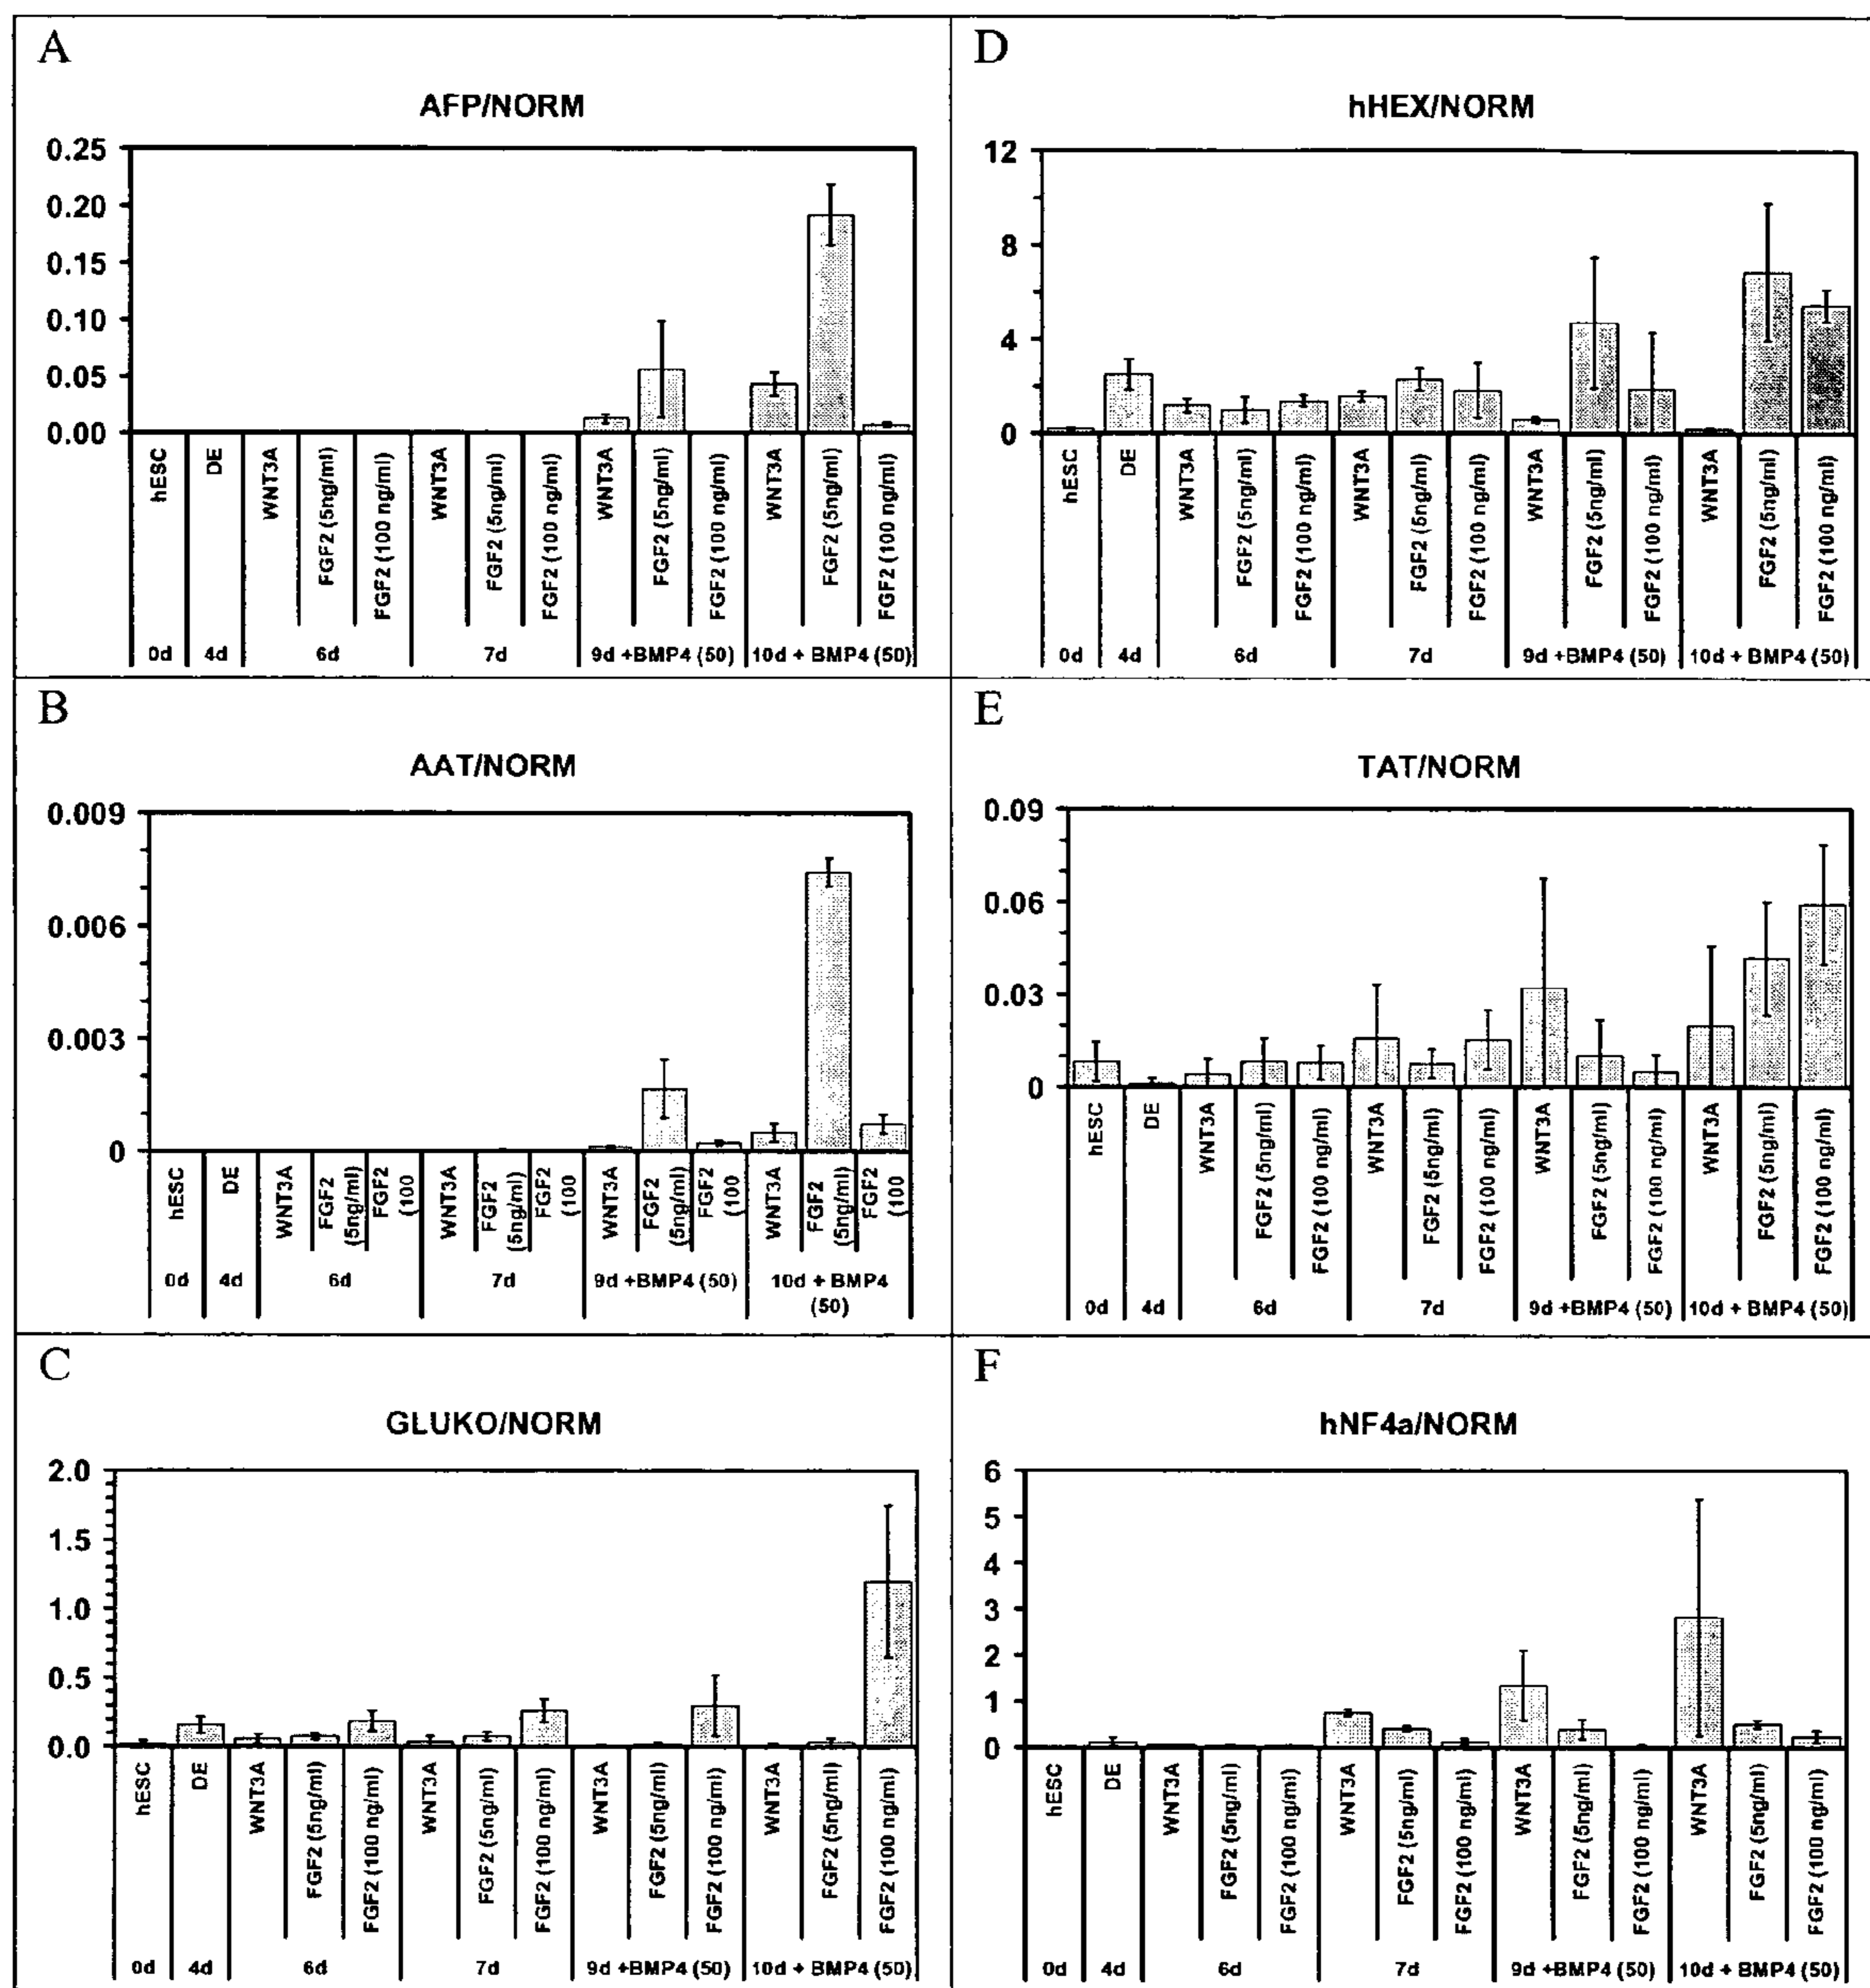 A
AFP/NORM
0.25
0.20
0.15
0.10
0.05
0.00
hESC
DE
WNT3A
FGF2 (5ng/ml)
FGF2 (100 ng/ml)
WNT3A
FGF2 (5ng/ml)
FGF2 (100 ng/ml)
WNT3A
FGF2 (5ng/ml)
FGF2 (100 ng/ml)
WNT3A
FGF2 (5ng/ml)
FGF2 (100 ng/ml)
0d 4d 6d 7d 9d +BMP4 (50) 10d + BMP4 (50)
B
AAT/NORM
0.009
0.006
0.003
0
hESC
DE
WNT3A
FGF2
(5ng/ml)
FGF2
(100
WNT3A
FGF2
(5ng/ml)
FGF2
(100
WNT3A
FGF2
(5ng/ml)
FGF2
(100
WNT3A
FGF2
(5ng/ml)
FGF2
(100
0d 4d 6d 7d 9d +BMP4 (50) 10d + BMP4
(50)
C
GLUKO/NORM
2.0
1.5
1.0
0.5
0.0
hESC
DE
WNT3A
FGF2 (5ng/ml)
FGF2 (100 ng/ml)
WNT3A
FGF2 (5ng/ml)
FGF2 (100 ng/ml)
WNT3A
FGF2 (5ng/ml)
FGF2 (100 ng/ml)
WNT3A
FGF2 (5ng/ml)
FGF2 (100 ng/ml)
0d 4d 6d 7d 9d +BMP4 (50) 10d + BMP4 (50)
D
hHEX/NORM
12
8
4
0
hESC
DE
WNT3A
FGF2 (5ng/ml)
FGF2 (100 ng/ml)
WNT3A
FGF2 (5ng/ml)
FGF2 (100 ng/ml)
WNT3A
FGF2 (5ng/ml)
FGF2 (100 ng/ml)
WNT3A
FGF2 (5ng/ml)
FGF2 (100 ng/ml)
0d 4d 6d 7d 9d +BMP4 (50) 10d + BMP4 (50)
E
TAT/NORM
0.09
0.06
0.03
0
hESC
DE
WNT3A
FGF2 (5ng/ml)
FGF2 (100 ng/ml)
WNT3A
FGF2 (5ng/ml)
FGF2 (100 ng/ml)
WNT3A
FGF2 (5ng/ml)
FGF2 (100 ng/ml)
WNT3A
FGF2 (5ng/ml)
FGF2 (100 ng/ml)
0d 4d 6d 7d 9d +BMP4 (50) 10d + BMP4 (50)
F
hNF4a/NORM
6
5
4
3
2
1
0
hESC
DE
WNT3A
FGF2 (5ng/ml)
FGF2 (100 ng/ml)
WNT3A
FGF2 (5ng/ml)
FGF2 (100 ng/ml)
WNT3A
FGF2 (5ng/ml)
FGF2 (100 ng/ml)
WNT3A
FGF2 (5ng/ml)
FGF2 (100 ng/ml)
0d 4d 6d 7d 9d +BMP4 (50) 10d + BMP4 (50)